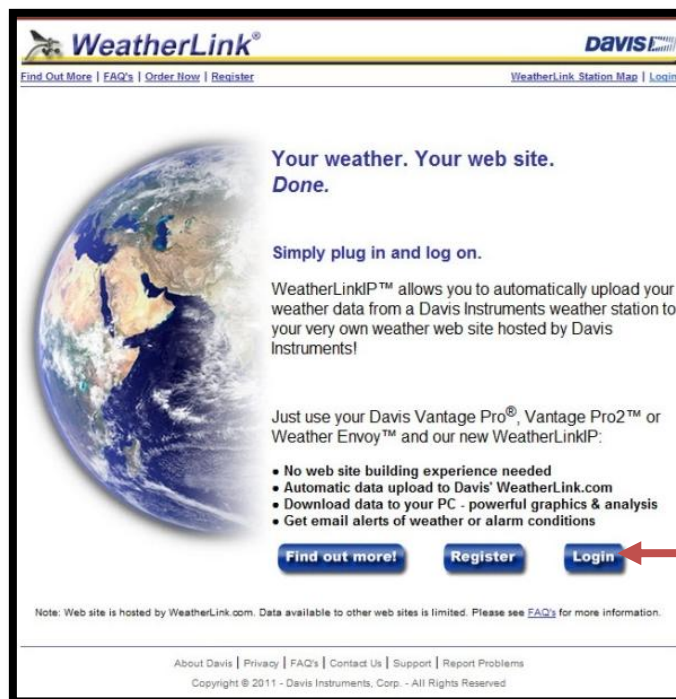 WeatherLink®
DAVIS
Find Out More | FAQ's | Order Now | Register
WeatherLink Station Map | Login
Your weather. Your web site.
Done.
Simply plug in and log on.
WeatherLinkIP™ allows you to automatically upload your
weather data from a Davis Instruments weather station to
your very own weather web site hosted by Davis
Instruments!
Just use your Davis Vantage Pro®, Vantage Pro2™ or
Weather Envoy™ and our new WeatherLinkIP:
• No web site building experience needed
• Automatic data upload to Davis' WeatherLink.com
• Download data to your PC - powerful graphics & analysis
• Get email alerts of weather or alarm conditions
Find out more!
Register
Login
Note: Web site is hosted by WeatherLink.com. Data available to other web sites is limited. Please see FAQ's for more information.
About Davis | Privacy | FAQ's | Contact Us | Support | Report Problems
Copyright © 2011 - Davis Instruments, Corp. - All Rights Reserved